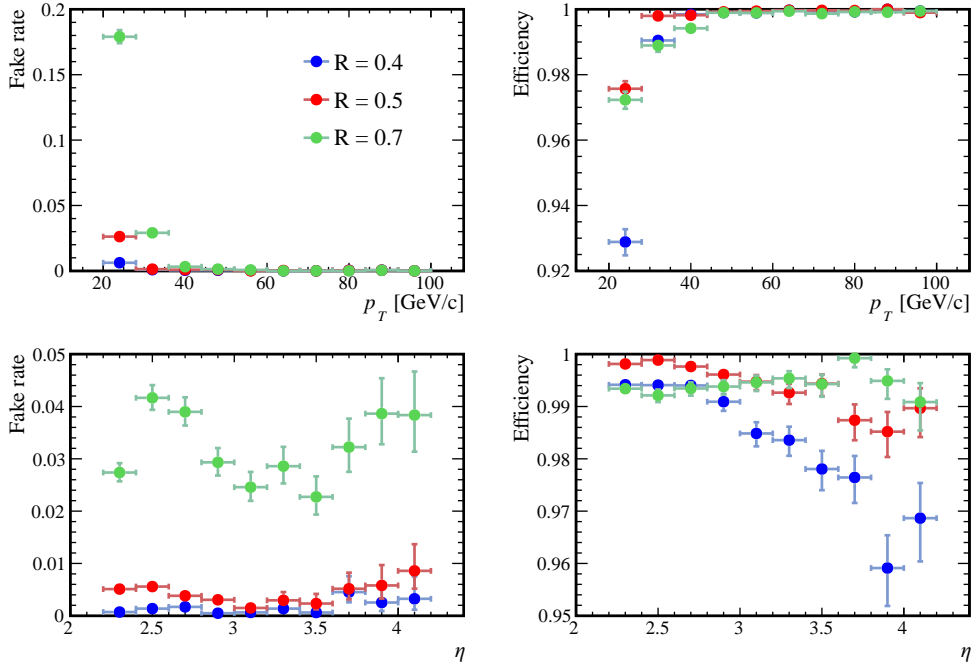 Fake rate
0.2
0.15
0.1
0.05
0
20 40 60 80 100
p_T [GeV/c]
R = 0.4
R = 0.5
R = 0.7
Efficiency
1
0.98
0.96
0.94
0.92
20 40 60 80 100
p_T [GeV/c]
Fake rate
0.05
0.04
0.03
0.02
0.01
0
2 2.5 3 3.5 4
η
Efficiency
1
0.99
0.98
0.97
0.96
0.95
2 2.5 3 3.5 4
η